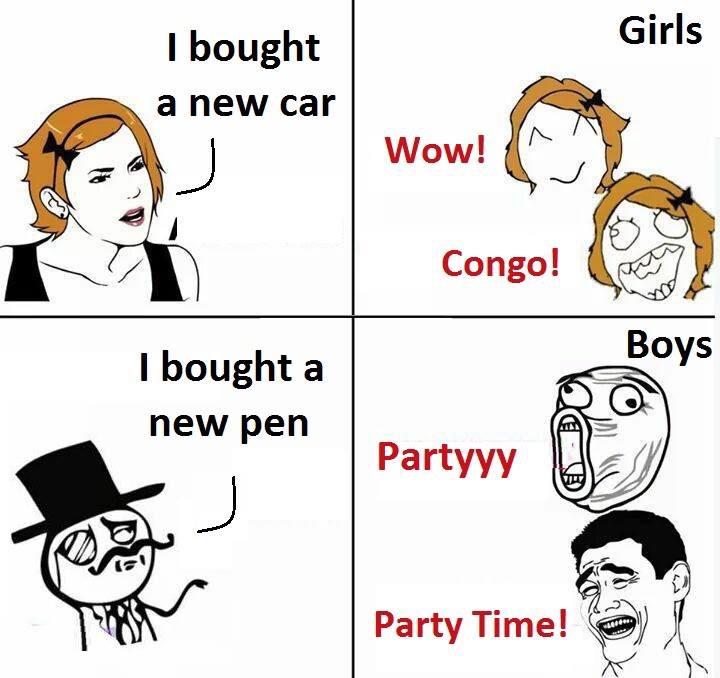 I bought
a new car
Girls
Wow!
Congo!
I bought a
new pen
Boys
Partyyy
Party Time!